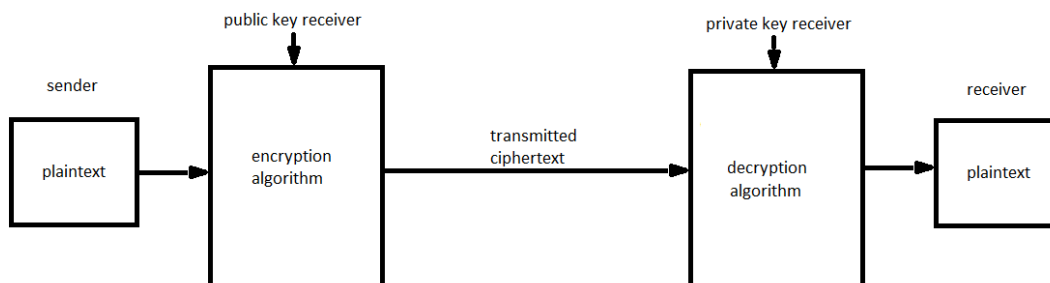 public key receiver
private key receiver
sender
receiver
plaintext
encryption
algorithm
transmitted
ciphertext
decryption
algorithm
plaintext